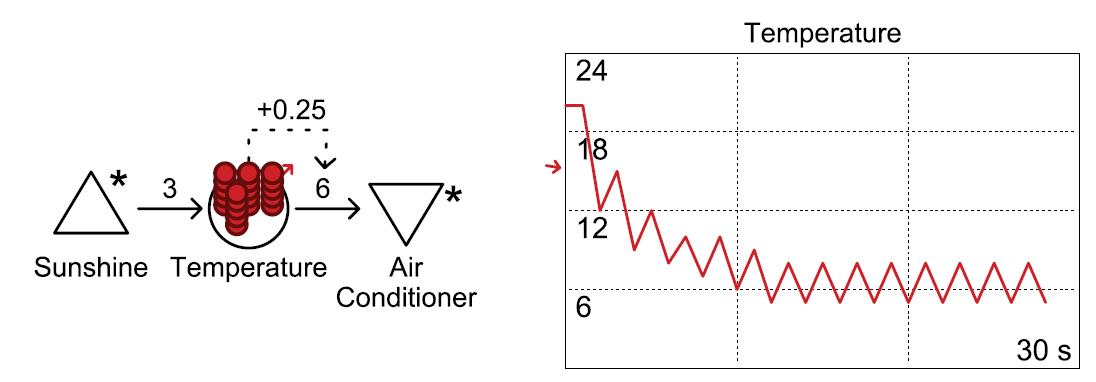 +0.25
*
3
6
*
Sunshine
Temperature
Air
Conditioner
Temperature
24
18
12
6
30 s